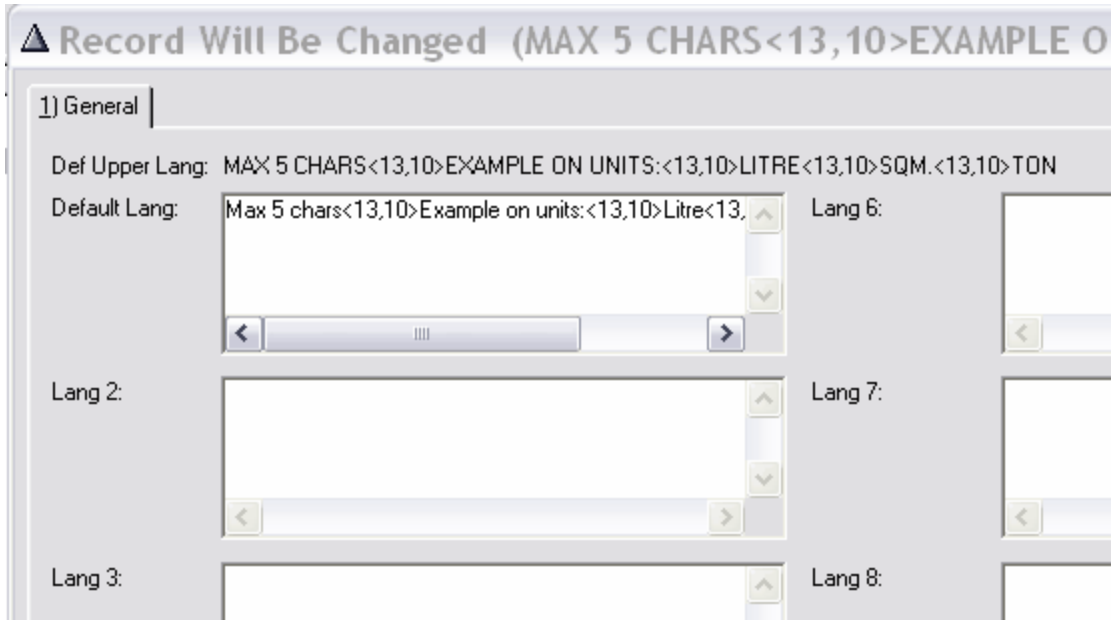 Record Will Be Changed (MAX 5 CHARS<13,10>EXAMPLE O
1) General
Def Upper Lang: MAX 5 CHARS<13,10>EXAMPLE ON UNITS:<13,10>LITRE<13,10>SQM.<13,10>TON
Default Lang: Max 5 chars<13,10>Example on units:<13,10>Litre<13, Lang 6:
Lang 2: Lang 7:
Lang 3: Lang 8: